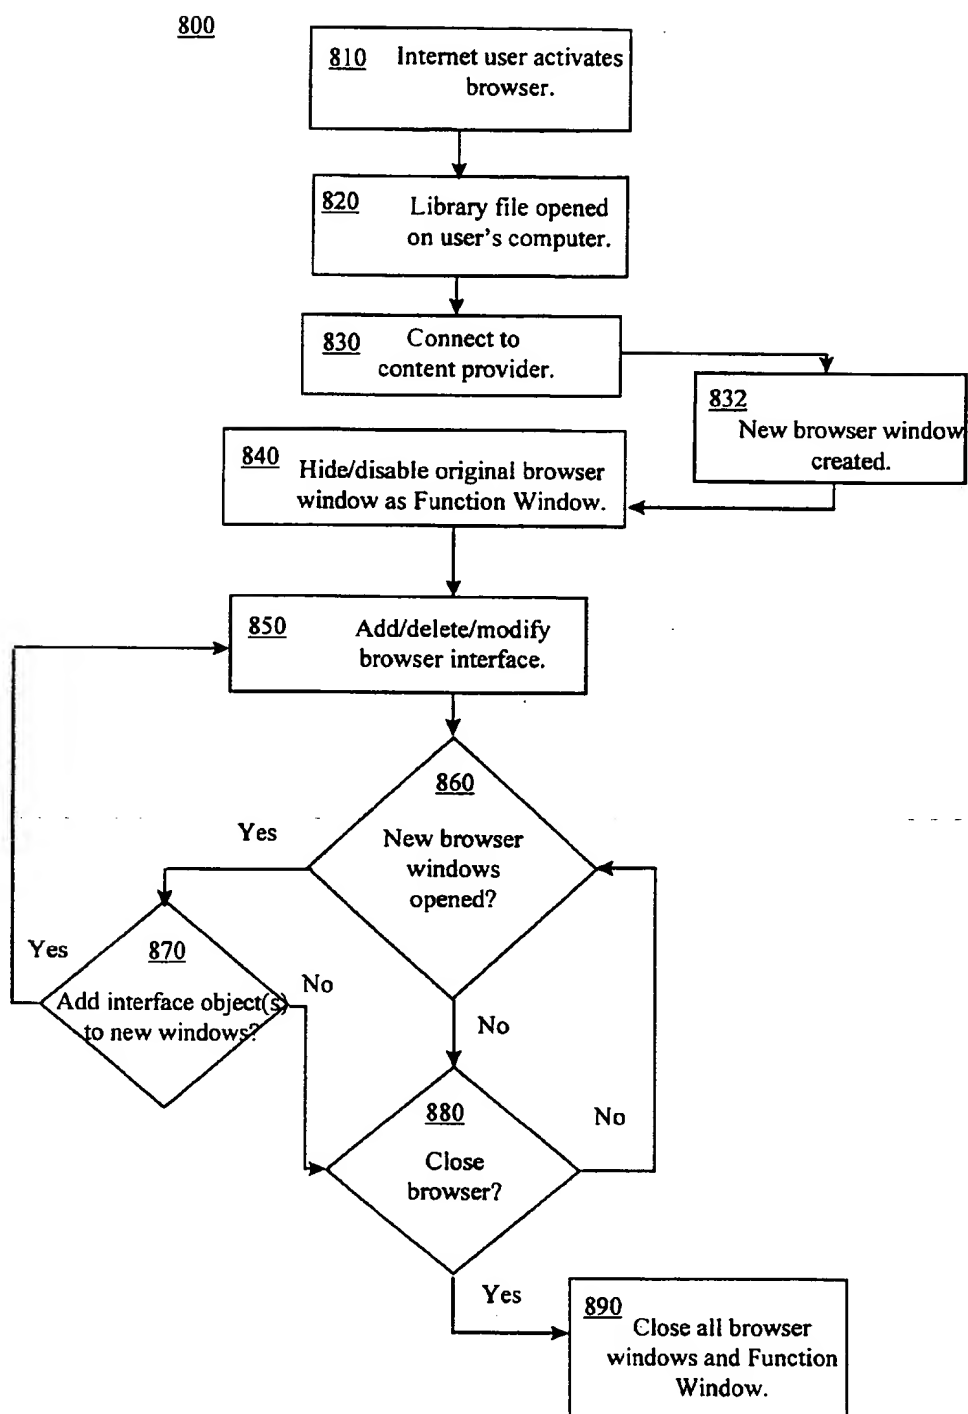 800
810 Internet user activates
browser.
820 Library file opened
on user's computer.
830 Connect to
content provider.
832
New browser window
created.
840 Hide/disable original browser
window as Function Window.
850 Add/delete/modify
browser interface.
860
New browser
windows
opened?
Yes
Yes
870
Add interface object(s)
to new windows?
No
No
880
Close
browser?
No
Yes
890
Close all browser
windows and Function
Window.